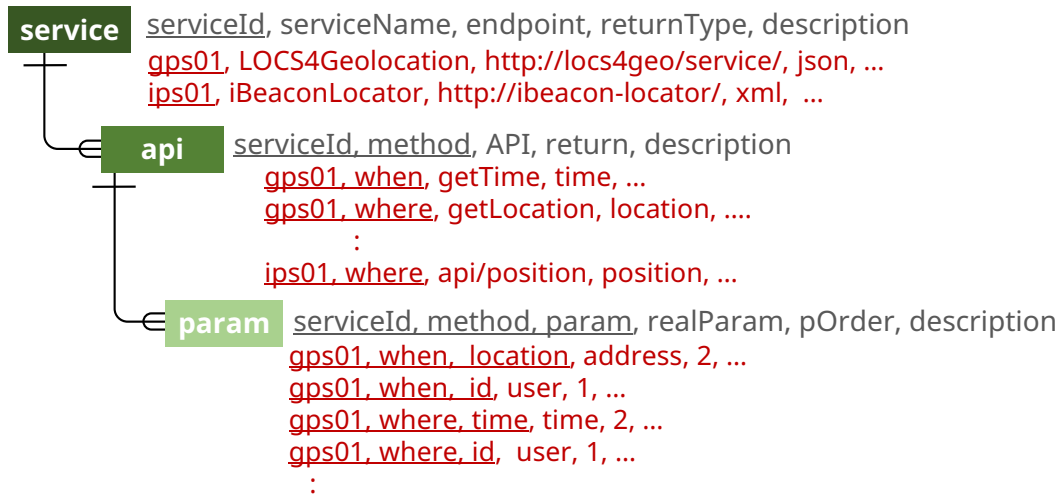 service serviceId, serviceName, endpoint, returnType, description
gps01, LOCS4Geolocation, http://locs4geo/service/, json, ...
ips01, iBeaconLocator, http://ibeacon-locator/, xml, ...
api serviceId, method, API, return, description
gps01, when, getTime, time, ...
gps01, where, getLocation, location, ....
:
ips01, where, api/position, position, ...
param serviceId, method, param, realParam, pOrder, description
gps01, when, location, address, 2, ...
gps01, when, id, user, 1, ...
gps01, where, time, time, 2, ...
gps01, where, id, user, 1, ...
: